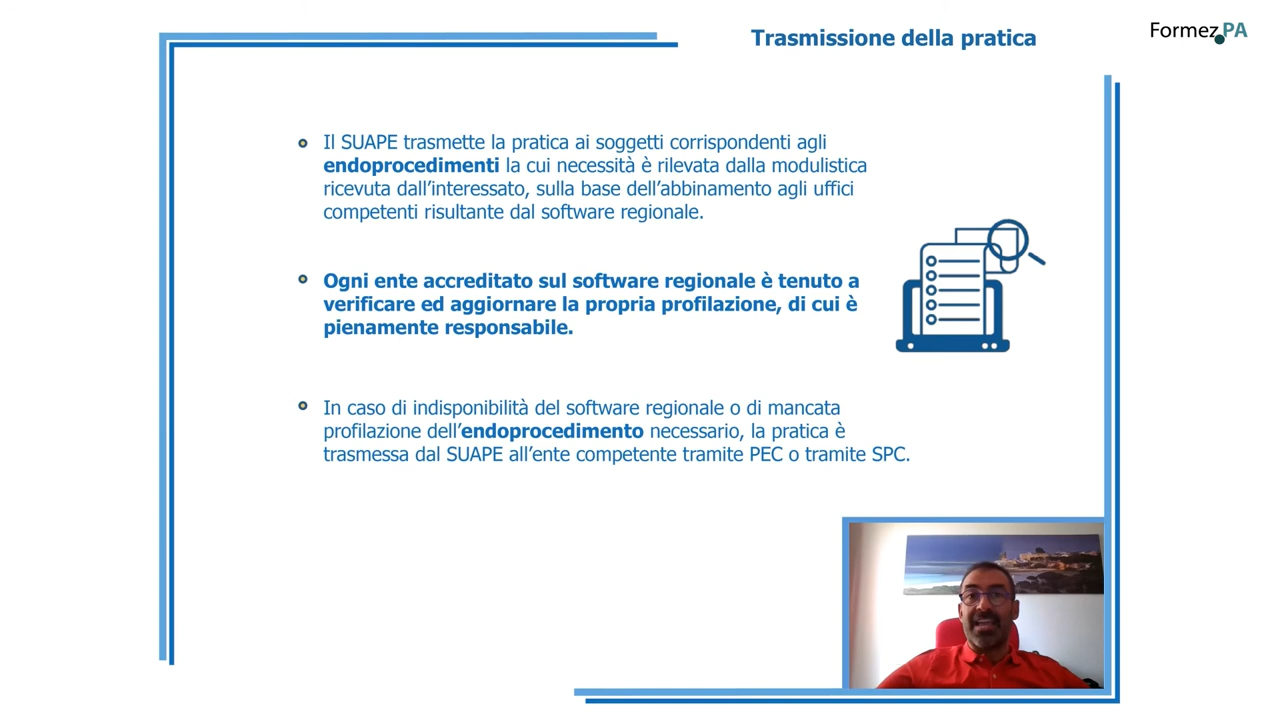 Trasmissione della pratica
Formez.PA
Il SUAPE trasmette la pratica ai soggetti corrispondenti agli
endoprocedimenti la cui necessità è rilevata dalla modulistica
ricevuta dall'interessato, sulla base dell'abbinamento agli uffici
competenti risultante dal software regionale.
Ogni ente accreditato sul software regionale è tenuto a
verificare ed aggiornare la propria profilazione, di cui è
pienamente responsabile.
In caso di indisponibilità del software regionale o di mancata
profilazione dell'endoprocedimento necessario, la pratica è
trasmessa dal SUAPE all'ente competente tramite PEC o tramite SPC.